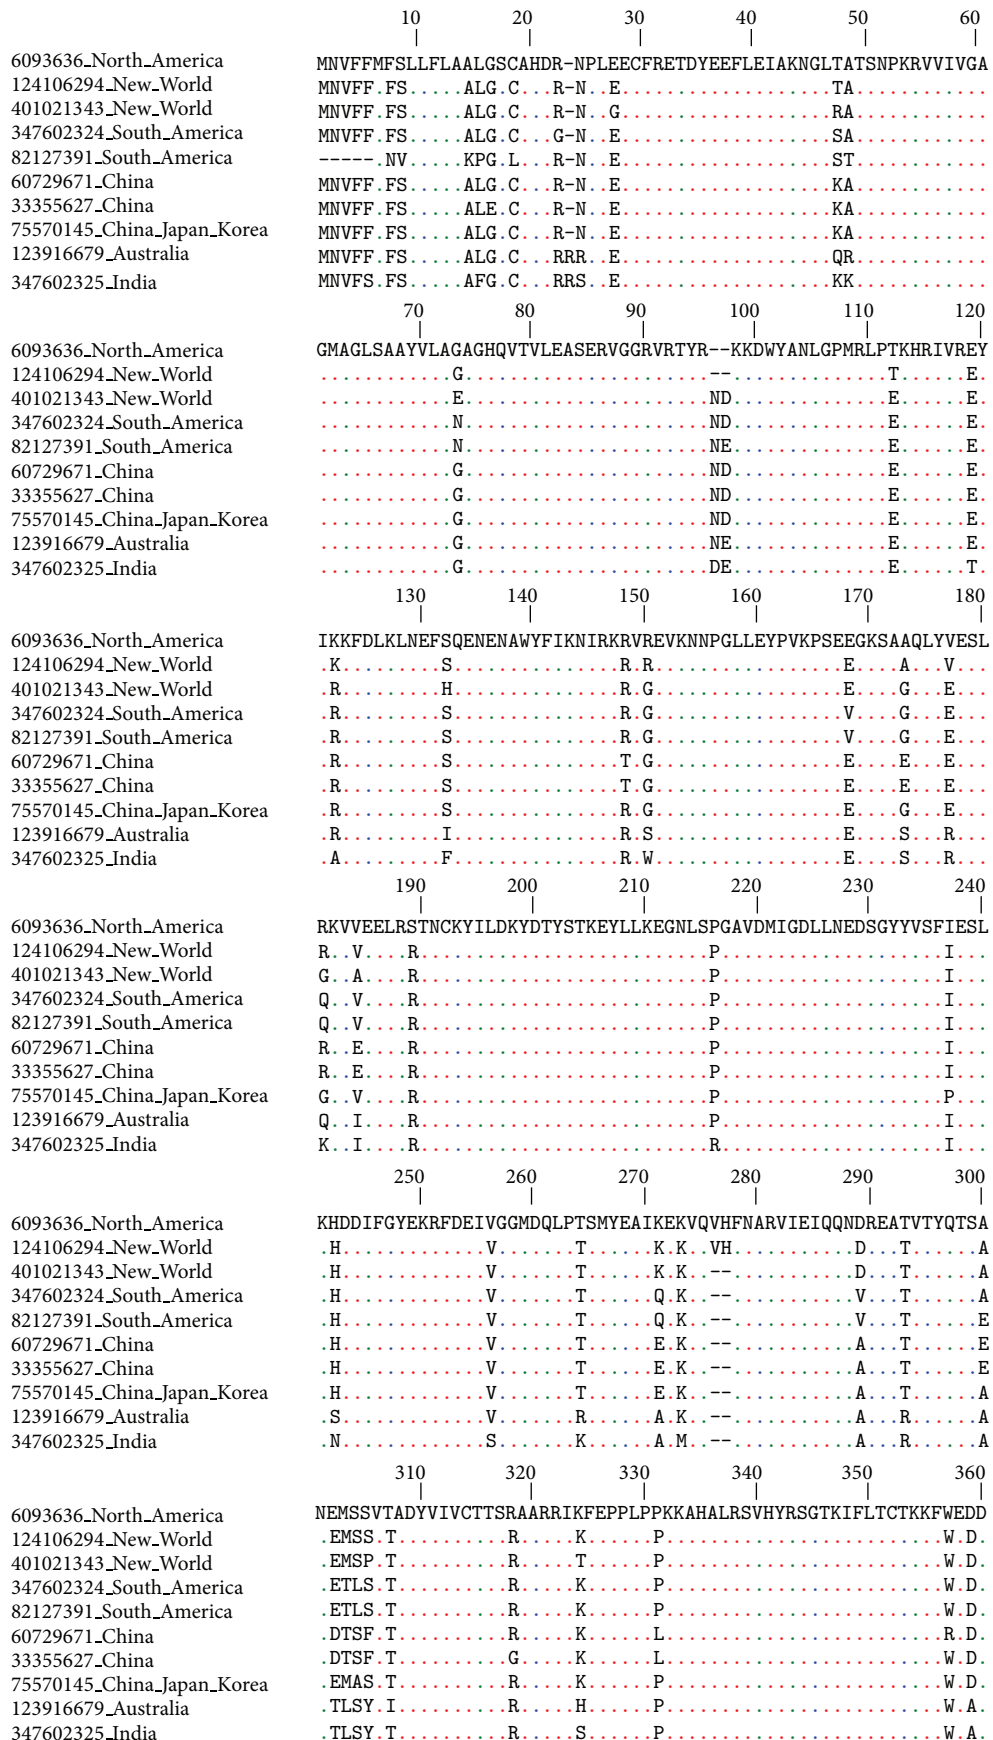 10 20 30 40 50 60
6093636_North_America MNVFFMFSLLFLAALGSCAHDR-NPLEECFRETDYEEFLEIAKNGLTATSNPKRVVIVGA
124106294_New_World MNVFF.FS.....ALG.C...R-N..E...................TA............
401021343_New_World MNVFF.FS.....ALG.C...R-N..G...................RA............
347602324_South_America MNVFF.FS.....ALG.C...G-N..E...................SA............
82127391_South_America -----.NV.....KPG.L...R-N..E...................ST............
60729671_China MNVFF.FS.....ALG.C...R-N..E...................KA............
33355627_China MNVFF.FS.....ALE.C...R-N..E...................KA............
75570145_China_Japan_Korea MNVFF.FS.....ALG.C...R-N..E...................KA............
123916679_Australia MNVFF.FS.....ALG.C...RRR..E...................QR............
347602325_India MNVFS.FS.....AFG.C...RRS..E...................KK............
70 80 90 100 110 120
6093636_North_America GMAGLSAAYVLAGAGHQVTVLEASERVGGRVRTYR--KKDWYANLGPMRLPTKHRIVREY
124106294_New_World ............G......................--..............T......E.
401021343_New_World ............E......................ND..............E......E.
347602324_South_America ............N......................ND..............E......E.
82127391_South_America ............N......................NE..............E......E.
60729671_China ............G......................ND..............E......E.
33355627_China ............G......................ND..............E......E.
75570145_China_Japan_Korea ............G......................ND..............E......E.
123916679_Australia ............G......................NE..............E......E.
347602325_India ............G......................DE..............E......T.
130 140 150 160 170 180
6093636_North_America IKKFDLKLNEFSQENENAWYFIKNIRKRVREVKNNPGLLEYPVKPSEEGKSAAQLYVESL
124106294_New_World .K.........S...............R.R.................E....A...V...
401021343_New_World .R.........H...............R.G.................E....G...E...
347602324_South_America .R.........S...............R.G.................V....G...E...
82127391_South_America .R.........S...............R.G.................V....G...E...
60729671_China .R.........S...............T.G.................E....E...E...
33355627_China .R.........S...............T.G.................E....E...E...
75570145_China_Japan_Korea .R.........S...............R.G.................E....G...E...
123916679_Australia .R.........I...............R.S.................E....S...R...
347602325_India .A.........F...............R.W.................E....S...R...
190 200 210 220 230 240
6093636_North_America RKVVEELRSTNCKYILDKYDTYSTKEYLLKEGNLSPGAVDMIGDLLNEDSGYYVSFIESL
124106294_New_World R..V....R..........................P....................I...
401021343_New_World G..A....R..........................P....................I...
347602324_South_America Q..V....R..........................P....................I...
82127391_South_America Q..V....R..........................P....................I...
60729671_China R..E....R..........................P....................I...
33355627_China R..E....R..........................P....................I...
75570145_China_Japan_Korea G..V....R..........................P....................P...
123916679_Australia Q..I....R..........................P....................I...
347602325_India K..I....R..........................R....................I...
250 260 270 280 290 300
6093636_North_America KHDDIFGYEKRFDEIVGGMDQLPTSMYEAIKEKVQVHFNARVIEIQQNDREATVTYQTSA
124106294_New_World .H.............V.......T......K.K..VH...........D...T......A
401021343_New_World .H.............V.......T......K.K..--...........D...T......A
347602324_South_America .H.............V.......T......Q.K..--...........V...T......A
82127391_South_America .H.............V.......T......Q.K..--...........V...T......E
60729671_China .H.............V.......T......E.K..--...........A...T......E
33355627_China .H.............V.......T......E.K..--...........A...T......E
75570145_China_Japan_Korea .H.............V.......T......E.K..--...........A...T......A
123916679_Australia .S.............V.......R......A.K..--...........A...R......A
347602325_India .N.............S.......K......A.M..--...........A...R......A
310 320 330 340 350 360
6093636_North_America NEMSSVTADYVIVCTTSRAARRIKFEPPLPPKKAHALRSVHYRSGTKIFLTCTKKFWEDD
124106294_New_World .EMSS.T..........R.....K......P.........................W.D.
401021343_New_World .EMSP.T..........R.....T......P.........................W.D.
347602324_South_America .ETLS.T..........R.....K......P.........................W.D.
82127391_South_America .ETLS.T..........R.....K......P.........................W.D.
60729671_China .DTSF.T..........R.....K......L.........................R.D.
33355627_China .DTSF.T..........G.....K......L.........................W.D.
75570145_China_Japan_Korea .EMAS.T..........R.....K......P.........................W.D.
123916679_Australia .TLSY.I..........R.....H......P.........................W.A.
347602325_India .TLSY.T..........R.....S......P.........................W.A.